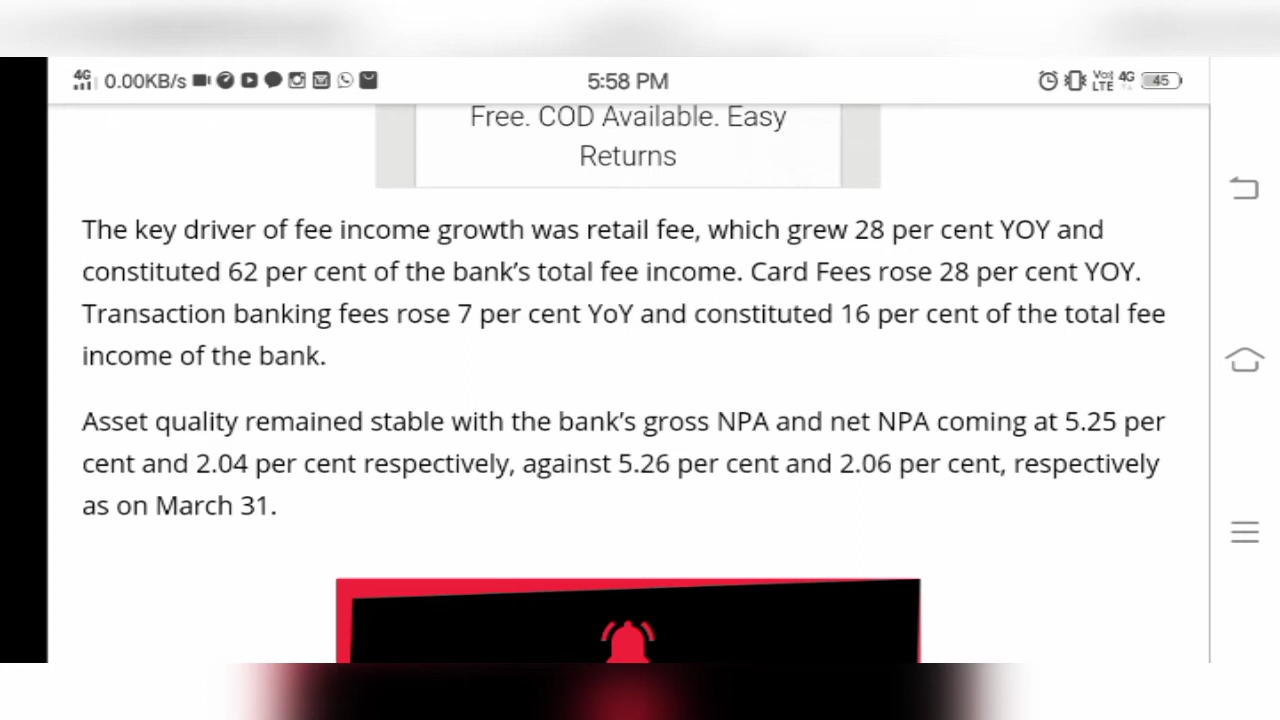 4G 0.00KB/s 5:58 PM Vo) LTE 4G 45
Free. COD Available. Easy
Returns
The key driver of fee income growth was retail fee, which grew 28 per cent YOY and
constituted 62 per cent of the bank’s total fee income. Card Fees rose 28 per cent YOY.
Transaction banking fees rose 7 per cent YoY and constituted 16 per cent of the total fee
income of the bank.
Asset quality remained stable with the bank’s gross NPA and net NPA coming at 5.25 per
cent and 2.04 per cent respectively, against 5.26 per cent and 2.06 per cent, respectively
as on March 31.